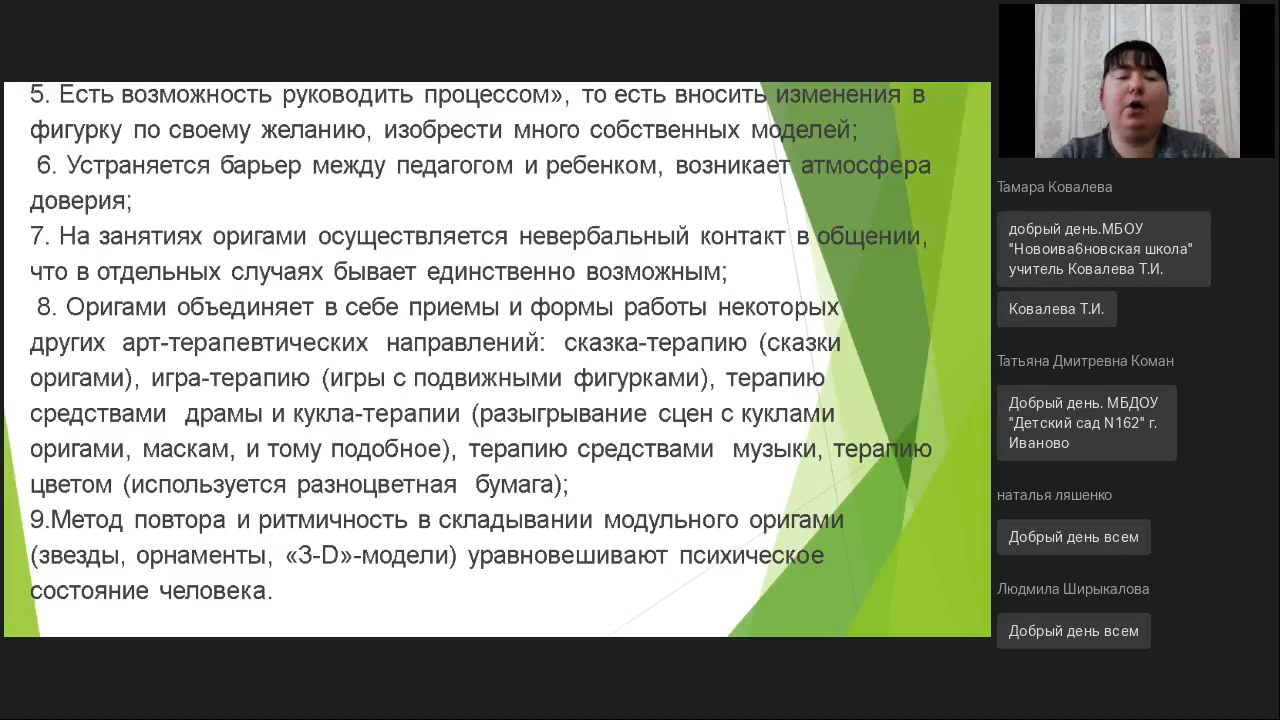 5. Есть возможность руководить процессом», то есть вносить изменения в
фигурку по своему желанию, изобрести много собственных моделей;
6. Устраняется барьер между педагогом и ребенком, возникает атмосфера
доверия;
7. На занятиях оригами осуществляется невербальный контакт в общении,
что в отдельных случаях бывает единственно возможным;
8. Оригами объединяет в себе приемы и формы работы некоторых
других арт-терапевтических направлений: сказка-терапию (сказки
оригами), игра-терапию (игры с подвижными фигурками), терапию
средствами драмы и кукла-терапии (разыгрывание сцен с куклами
оригами, маскам, и тому подобное), терапию средствами музыки, терапию
цветом (используется разноцветная бумага);
9.Метод повтора и ритмичность в складывании модульного оригами
(звезды, орнаменты, «3-D»-модели) уравновешивают психическое
состояние человека.
Тамара Ковалева
добрый день.МБОУ
"Новоива6новская школа"
учитель Ковалева Т.И.
Ковалева Т.И.
Татьяна Дмитревна Коман
Добрый день. МБДОУ
"Детский сад N162" г.
Иваново
наталья ляшенко
Добрый день всем
Людмила Ширыкалова
Добрый день всем